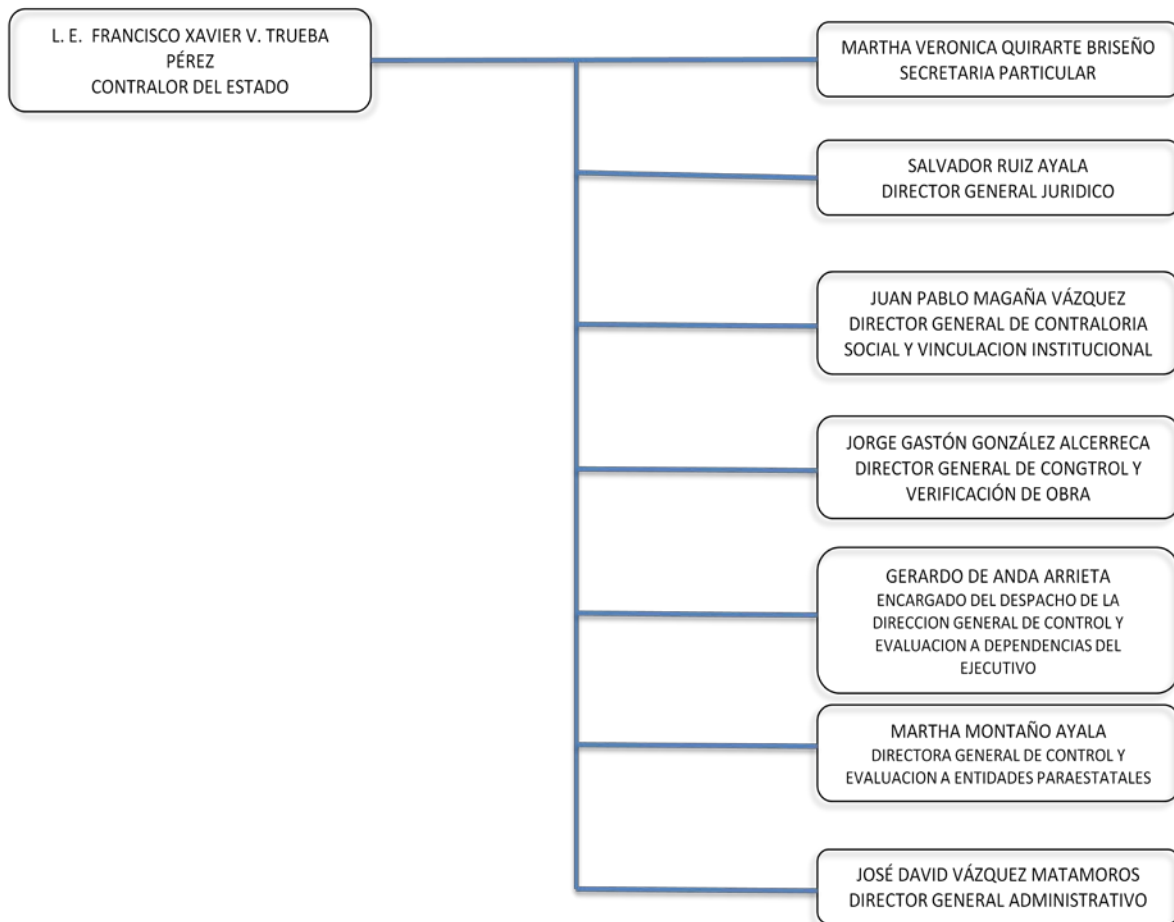 L. E. FRANCISCO XAVIER V. TRUEBA
PÉREZ
CONTRALOR DEL ESTADO
MARTHA VERONICA QUIRARTE BRISEÑO
SECRETARIA PARTICULAR
SALVADOR RUIZ AYALA
DIRECTOR GENERAL JURIDICO
JUAN PABLO MAGAÑA VÁZQUEZ
DIRECTOR GENERAL DE CONTRALORIA
SOCIAL Y VINCULACION INSTITUCIONAL
JORGE GASTÓN GONZÁLEZ ALCERRECA
DIRECTOR GENERAL DE CONGTROL Y
VERIFICACIÓN DE OBRA
GERARDO DE ANDA ARRIETA
ENCARGADO DEL DESPACHO DE LA
DIRECCION GENERAL DE CONTROL Y
EVALUACION A DEPENDENCIAS DEL
EJECUTIVO
MARTHA MONTAÑO AYALA
DIRECTORA GENERAL DE CONTROL Y
EVALUACION A ENTIDADES PARAESTATALES
JOSÉ DAVID VÁZQUEZ MATAMOROS
DIRECTOR GENERAL ADMINISTRATIVO